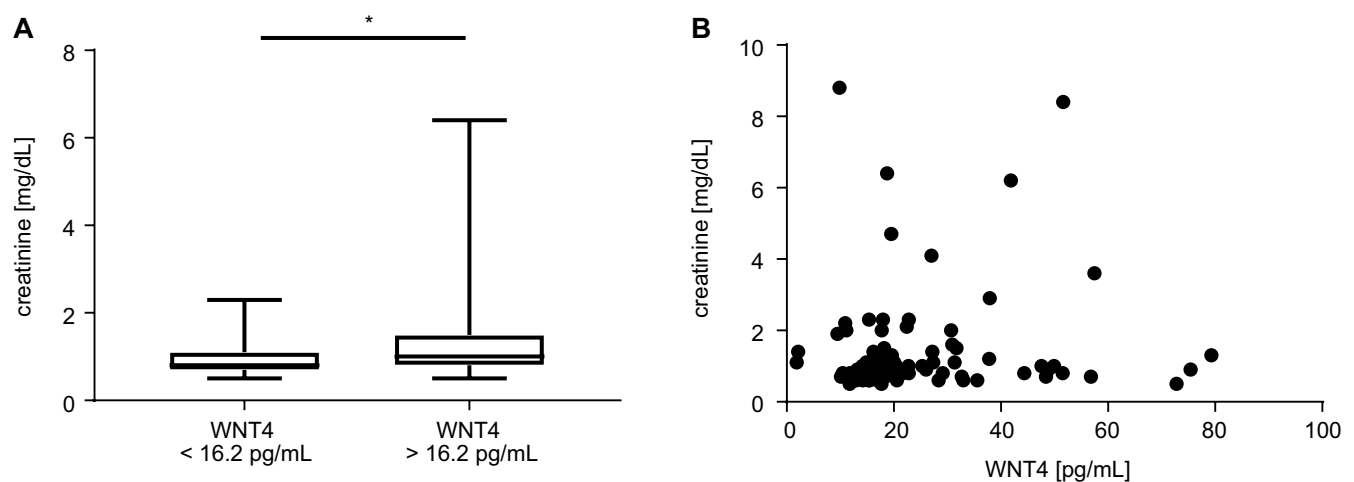 A
*
8
6
4
2
0
creatinine [mg/dL]
WNT4
< 16.2 pg/mL
WNT4
> 16.2 pg/mL
B
10
8
6
4
2
0
creatinine [mg/dL]
0 20 40 60 80 100
WNT4 [pg/mL]